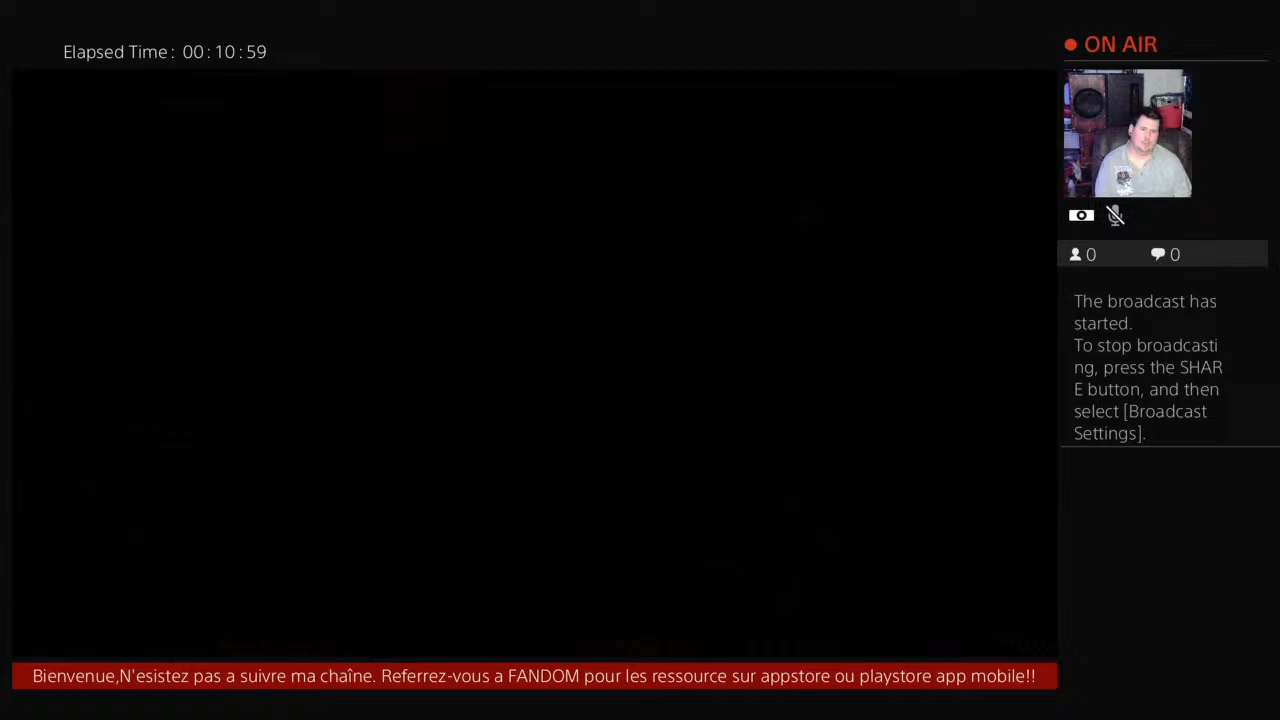 Elapsed Time: 00:10:59
ON AIR
0
0
The broadcast has
started.
To stop broadcasti
ng, press the SHAR
E button, and then
select [Broadcast
Settings].
Bienvenue,N'esistez pas a suivre ma chaîne. Referrez-vous a FANDOM pour les ressource sur appstore ou playstore app mobile!!